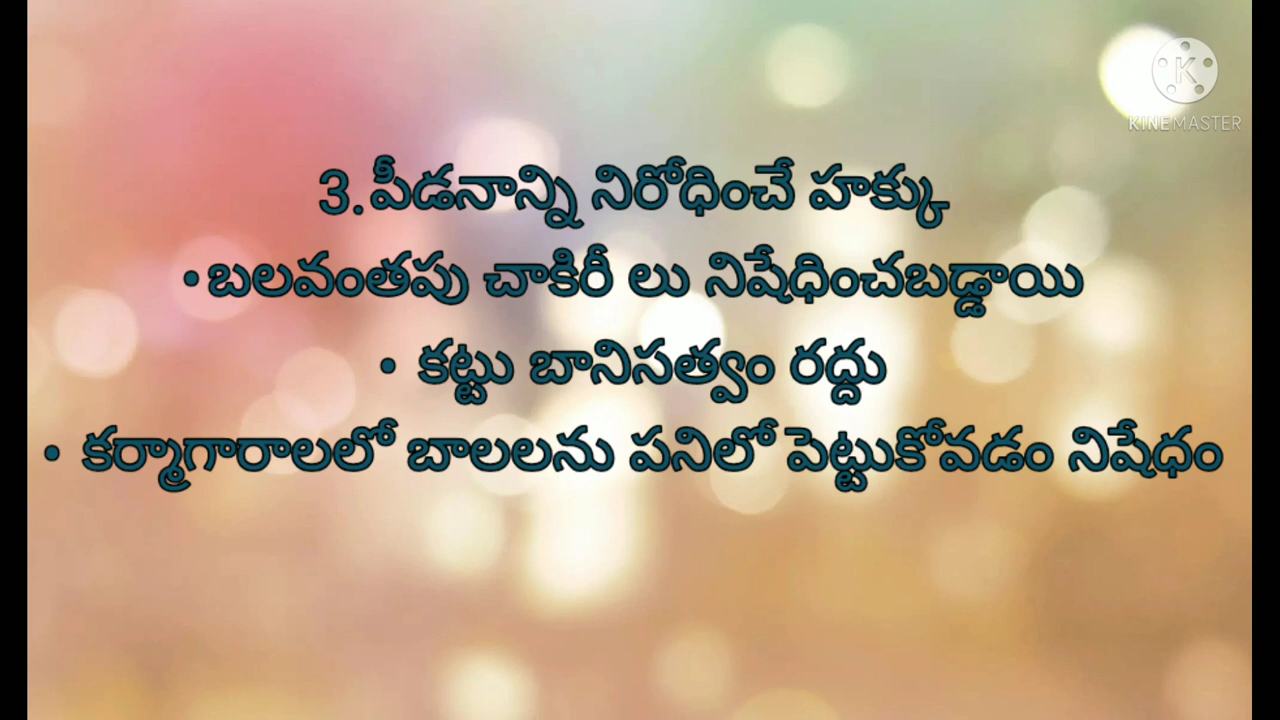 KINEMASTER
3.పీడనాన్ని నిరోధించే హక్కు
•బలవంతపు చాకిరీ లు నిషేధించబడ్డాయి
• కట్టు బానిసత్వం రద్దు
• కర్మాగారాలలో బాలలను పనిలో పెట్టుకోవడం నిషేధం